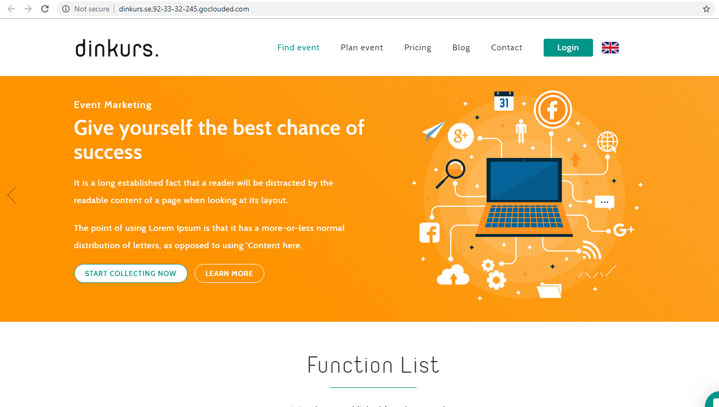 Not secure | dinkurs.se.92-33-32-245.goclouded.com
dinkurs.
Find event Plan event Pricing Blog Contact Login
Event Marketing
Give yourself the best chance of
success
It is a long established fact that a reader will be distracted by the
readable content of a page when looking at its layout.
The point of using Lorem Ipsum is that it has a more-or-less normal
distribution of letters, as opposed to using 'Content here.
START COLLECTING NOW LEARN MORE
31
g+
G+
Function List